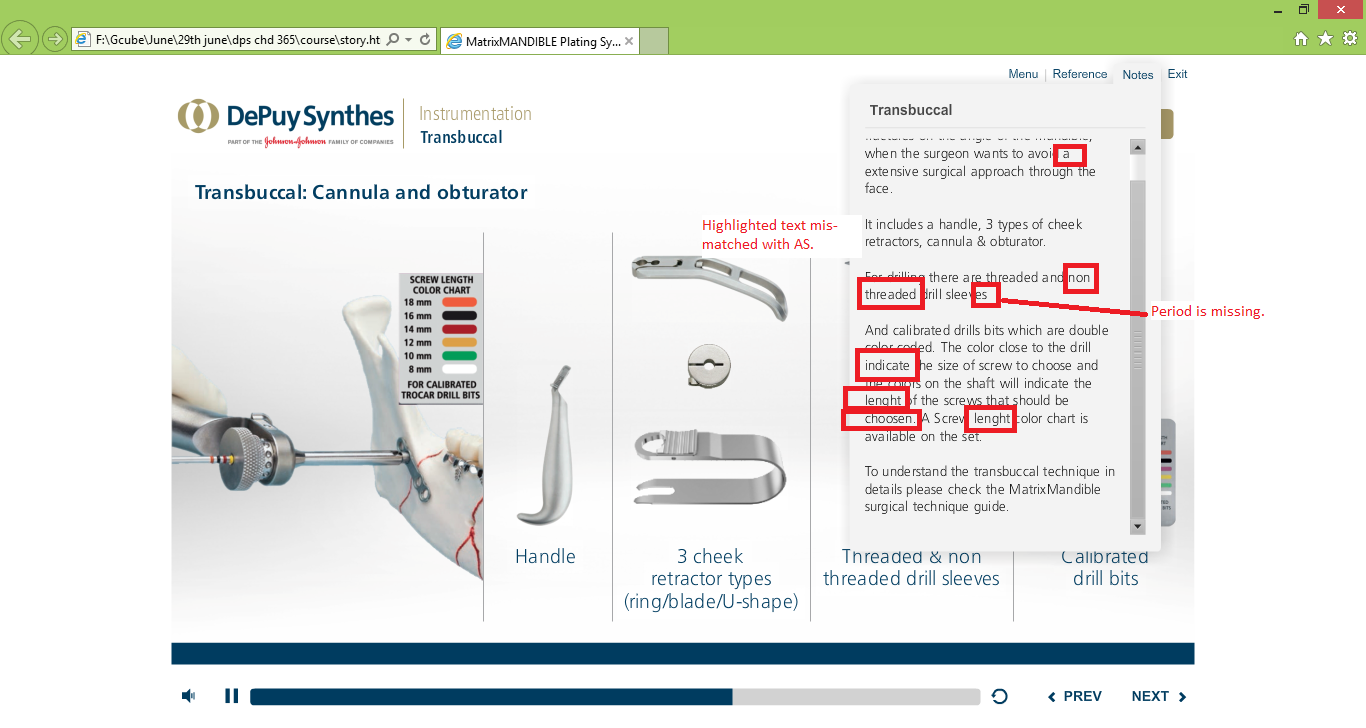 F:\Gcube\June\29th june\dps chd 365\course\story.ht
MatrixMANDIBLE Plating Sy...
Menu
Reference
Notes
Exit
DePuy Synthes
PART OF THE Johnson-Johnson FAMILY OF COMPANIES
Instrumentation
Transbuccal
Transbuccal: Cannula and obturator
SCREW LENGTH
COLOR CHART
18 mm
16 mm
14 mm
12 mm
10 mm
8 mm
FOR CALIBRATED
TROCAR DRILL BITS
Handle
3 cheek
retractor types
(ring/blade/U-shape)
Threaded & non
threaded drill sleeves
Calibrated
drill bits
Highlighted text mis-
matched with AS.
Transbuccal
fractures on the angle of the mandible,
when the surgeon wants to avoid a
extensive surgical approach through the
face.
It includes a handle, 3 types of cheek
retractors, cannula & obturator.
For drilling there are threaded and non
threaded drill sleeves
And calibrated drills bits which are double
color coded. The color close to the drill
indicate the size of screw to choose and
the colors on the shaft will indicate the
lenght of the screws that should be
choosen. A Screw lenght color chart is
available on the set.
To understand the transbuccal technique in
details please check the MatrixMandible
surgical technique guide.
Period is missing.
PREV
NEXT